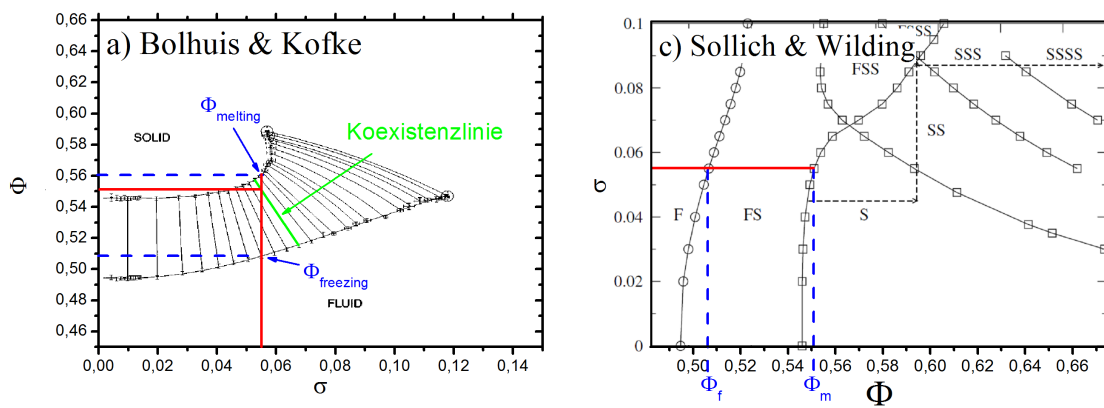 a) Bolhuis & Kofke
0,66
0,64
0,62
0,60
0,58
0,56
0,54
0,52
0,50
0,48
0,46
Φ
SOLID
Φmelting
Koexistenzlinie
Φfreezing
FLUID
0,00 0,02 0,04 0,06 0,08 0,10 0,12 0,14
σ
c) Sollich & Wilding
0.1
0.08
0.06
0.04
0.02
0
σ
FSS
SSS
SSSS
SS
F
FS
S
0,50 0,52 0,54 0,56 0,58 0,60 0,62 0,64 0,66
Φf
Φm
Φ